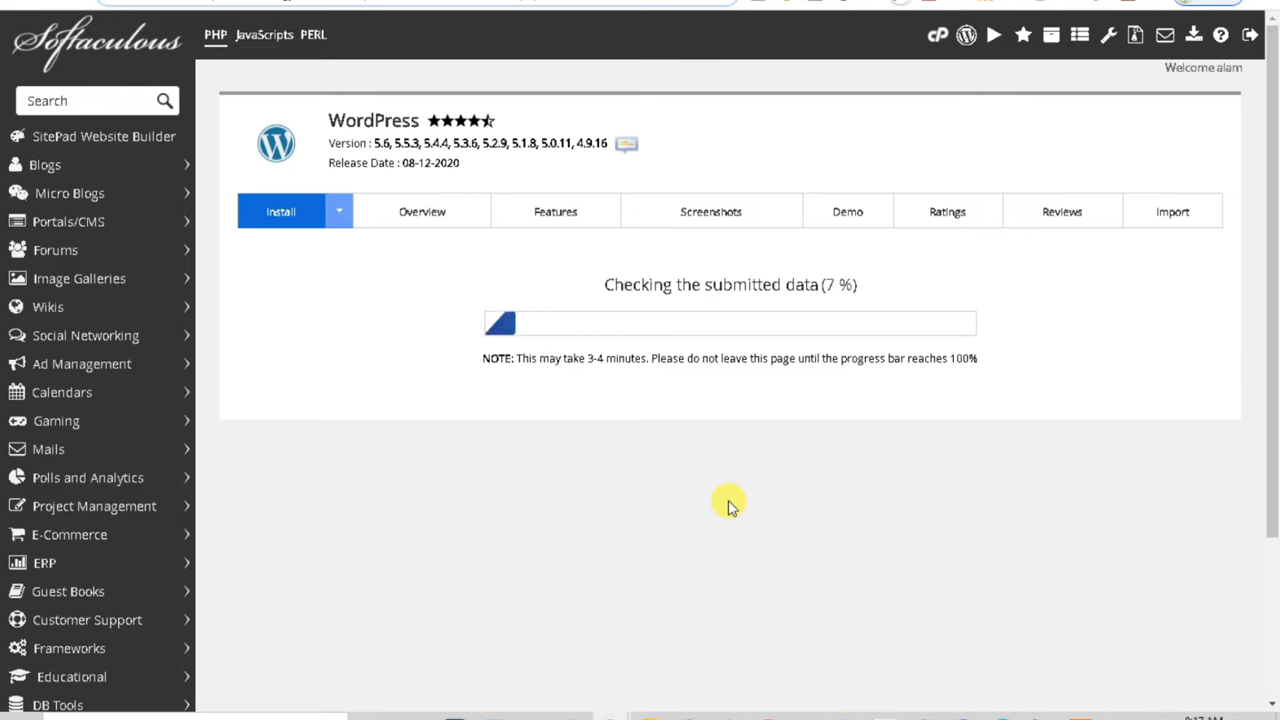 Softaculous
PHP JavaScripts PERL
Welcome alam
Search
SitePad Website Builder
Blogs
Micro Blogs
Portals/CMS
Forums
Image Galleries
Wikis
Social Networking
Ad Management
Calendars
Gaming
Mails
Polls and Analytics
Project Management
E-Commerce
ERP
Guest Books
Customer Support
Frameworks
Educational
DB Tools
WordPress
Version : 5.6, 5.5.3, 5.4.4, 5.3.6, 5.2.9, 5.1.8, 5.0.11, 4.9.16
Release Date : 08-12-2020
Install Overview Features Screenshots Demo Ratings Reviews Import
Checking the submitted data (7 %)
NOTE: This may take 3-4 minutes. Please do not leave this page until the progress bar reaches 100%